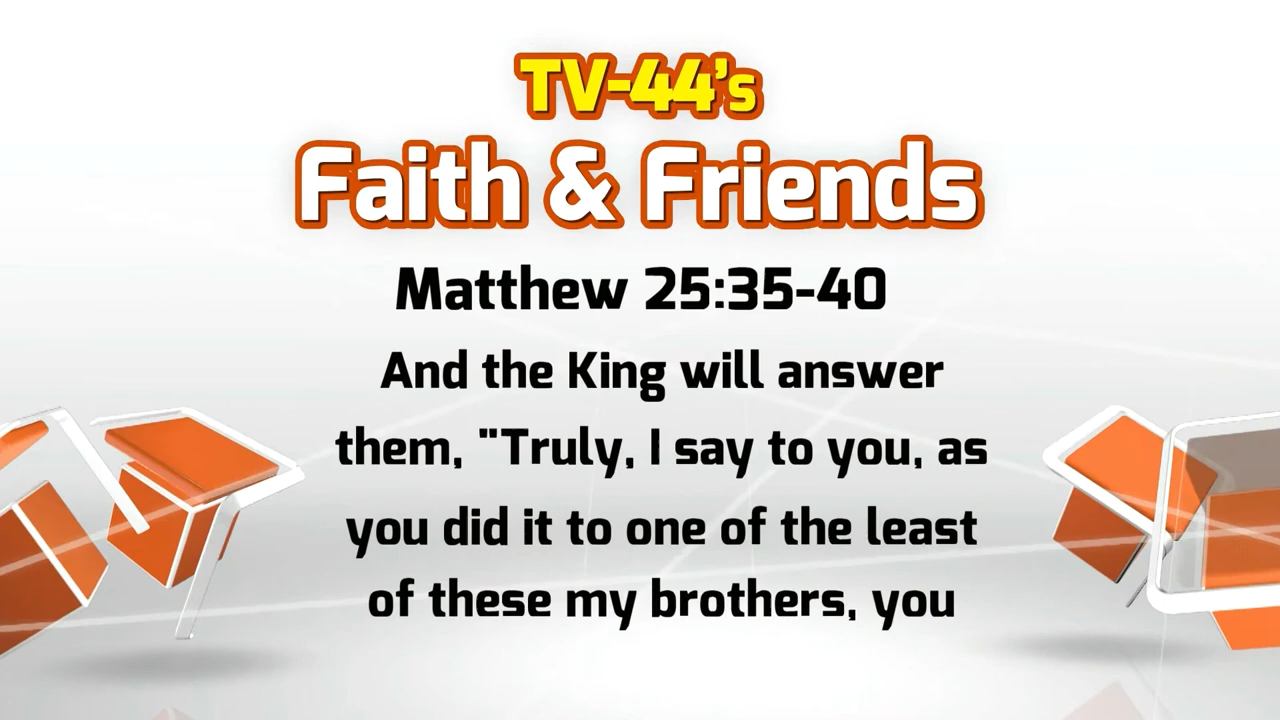 TV-44's
Faith & Friends
Matthew 25:35-40
And the King will answer
them, "Truly, I say to you, as
you did it to one of the least
of these my brothers, you